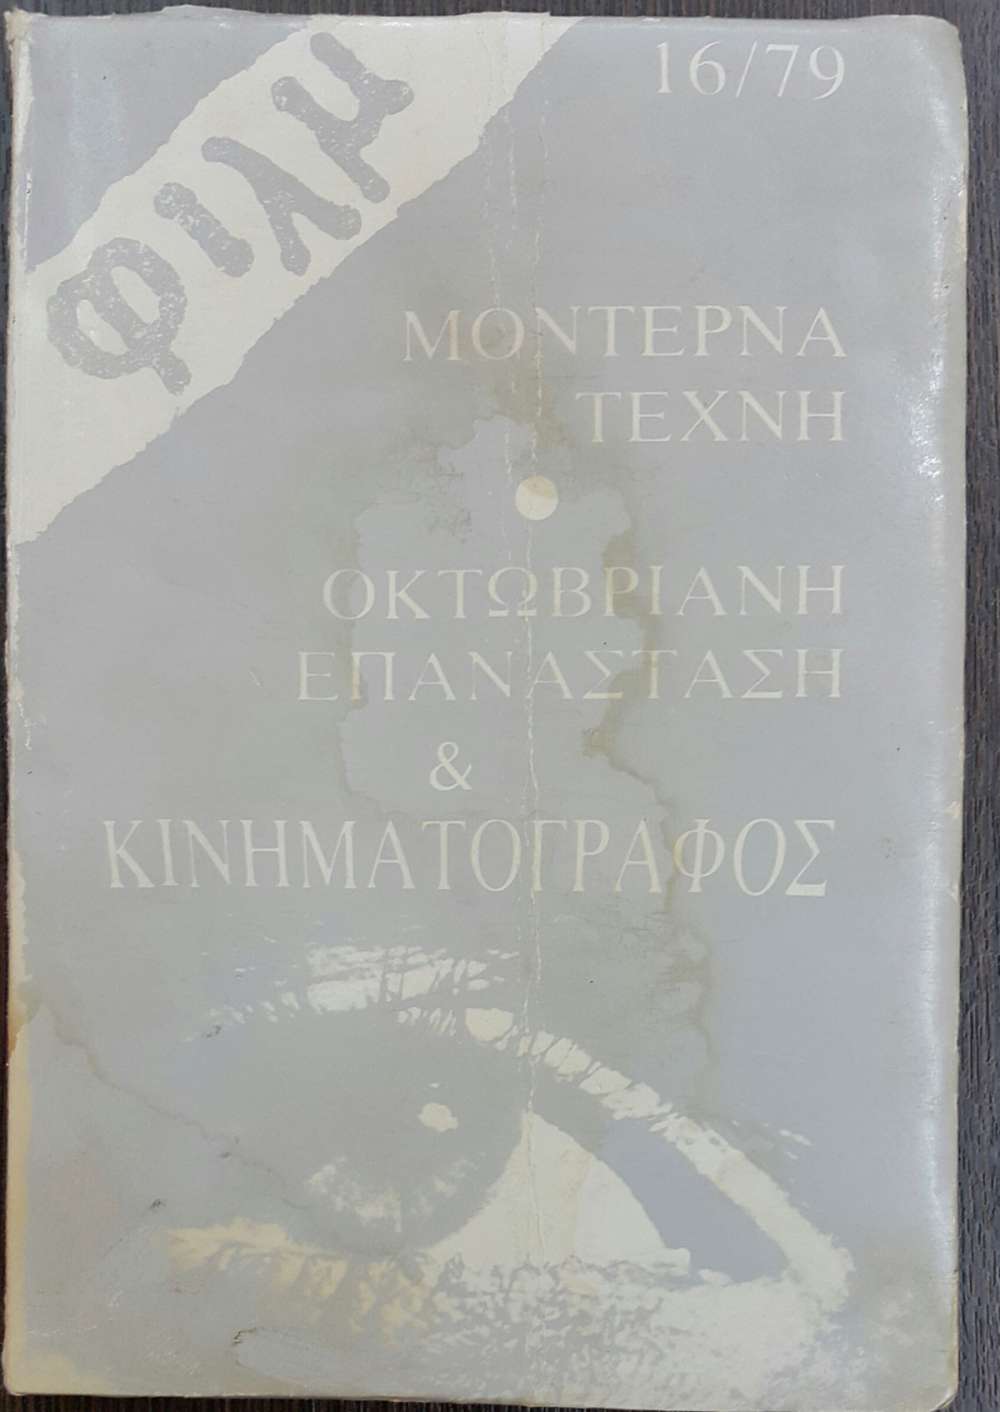 φιλμ
16/79
ΜΟΝΤΕΡΝΑ
ΤΕΧΝΗ
ΟΚΤΩΒΡΙΑΝΗ
ΕΠΑΝΑΣΤΑΣΗ
&
ΚΙΝΗΜΑΤΟΓΡΑΦΟΣ